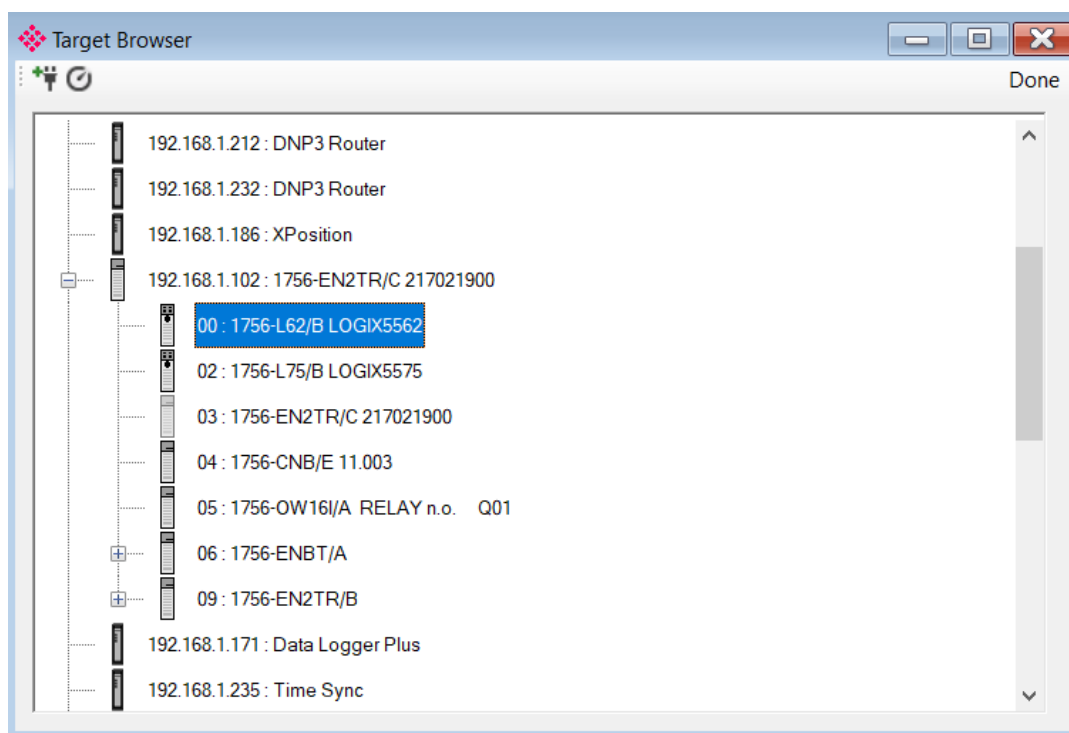 Target Browser
Done
192.168.1.212 : DNP3 Router
192.168.1.232 : DNP3 Router
192.168.1.186 : XPosition
192.168.1.102 : 1756-EN2TR/C 217021900
00 : 1756-L62/B LOGIX5562
02 : 1756-L75/B LOGIX5575
03 : 1756-EN2TR/C 217021900
04 : 1756-CNB/E 11.003
05 : 1756-OW16I/A  RELAY n.o.    Q01
06 : 1756-ENBT/A
09 : 1756-EN2TR/B
192.168.1.171 : Data Logger Plus
192.168.1.235 : Time Sync